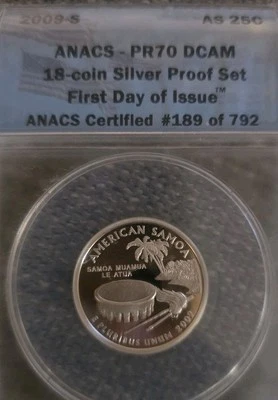 2009-S AS 25C
ANACS - PR70 DCAM
18-coin Silver Proof Set
First Day of Issue™
ANACS Certified #189 of 792
AMERICAN SAMOA
SAMOA MUAMUA
LE ATUA
E PLURIBUS UNUM 2009